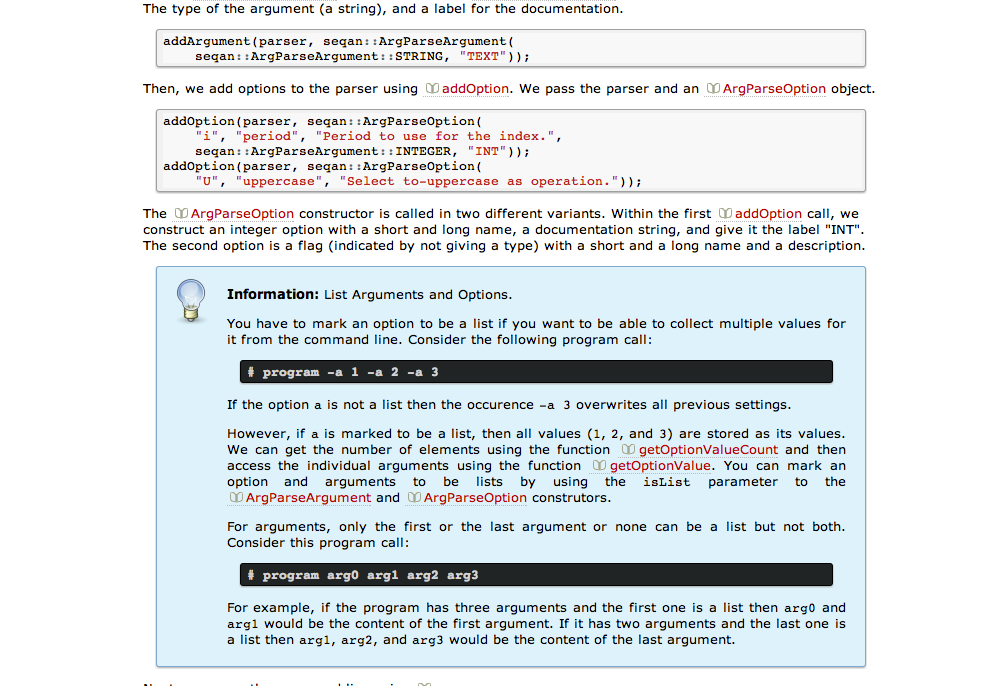 The type of the argument (a string), and a label for the documentation.
addArgument(parser, seqan::ArgParseArgument(
seqan::ArgParseArgument::STRING, "TEXT"));
Then, we add options to the parser using addOption. We pass the parser and an ArgParseOption object.
addOption(parser, seqan::ArgParseOption(
"i", "period", "Period to use for the index.",
seqan::ArgParseArgument::INTEGER, "INT"));
addOption(parser, seqan::ArgParseOption(
"U", "uppercase", "Select to-uppercase as operation."));
The ArgParseOption constructor is called in two different variants. Within the first addOption call, we
construct an integer option with a short and long name, a documentation string, and give it the label "INT".
The second option is a flag (indicated by not giving a type) with a short and a long name and a description.
Information: List Arguments and Options.
You have to mark an option to be a list if you want to be able to collect multiple values for
it from the command line. Consider the following program call:
# program -a 1 -a 2 -a 3
If the option a is not a list then the occurence -a 3 overwrites all previous settings.
However, if a is marked to be a list, then all values (1, 2, and 3) are stored as its values.
We can get the number of elements using the function getOptionValueCount and then
access the individual arguments using the function getOptionValue. You can mark an
option and arguments to be lists by using the isList parameter to the
ArgParseArgument and ArgParseOption construtors.
For arguments, only the first or the last argument or none can be a list but not both.
Consider this program call:
# program arg0 arg1 arg2 arg3
For example, if the program has three arguments and the first one is a list then arg0 and
arg1 would be the content of the first argument. If it has two arguments and the last one is
a list then arg1, arg2, and arg3 would be the content of the last argument.